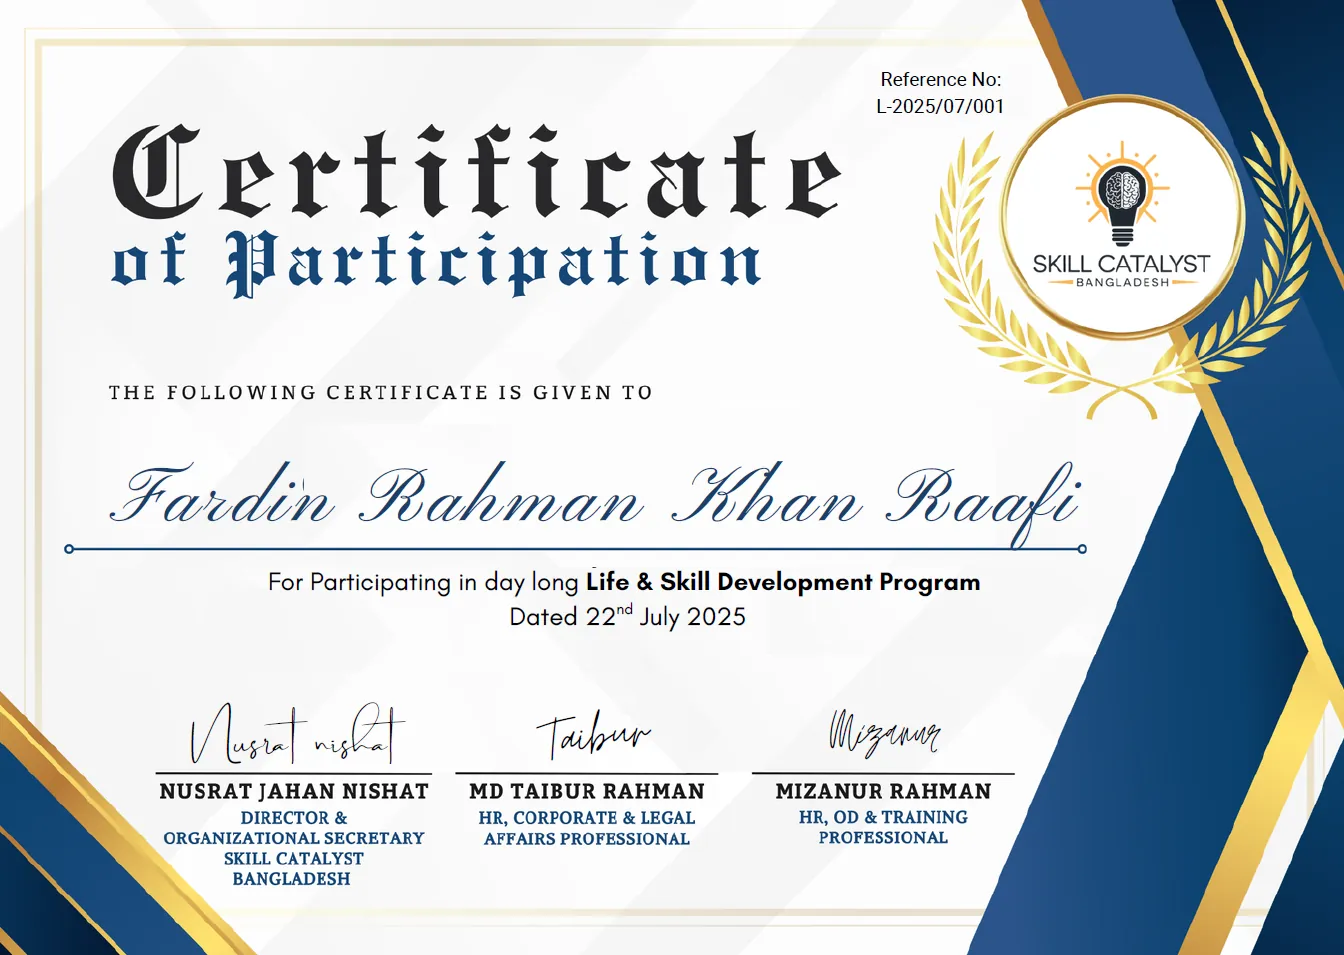 Reference No:
L-2025/07/001
Certificate
of Participation
SKILL CATALYST
BANGLADESH
THE FOLLOWING CERTIFICATE IS GIVEN TO
Fardin Rahman Khan Raafi
For Participating in day long Life & Skill Development Program
Dated 22nd July 2025
Nusrat nishat
Taibur
Mizanur
NUSRAT JAHAN NISHAT
DIRECTOR &
ORGANIZATIONAL SECRETARY
SKILL CATALYST
BANGLADESH
MD TAIBUR RAHMAN
HR, CORPORATE & LEGAL
AFFAIRS PROFESSIONAL
MIZANUR RAHMAN
HR, OD & TRAINING
PROFESSIONAL